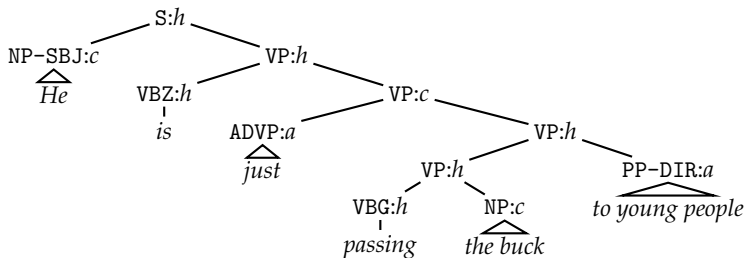 S:h
NP-SBJ:c VP:h
He VBZ:h VP:c
is ADVP:a VP:h
just VP:h PP-DIR:a
VBG:h NP:c to young people
passing the buck